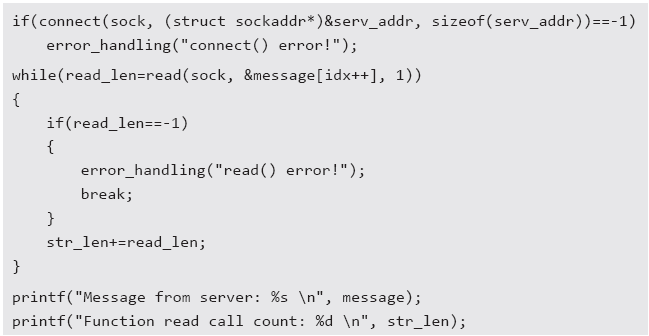 if(connect(sock, (struct sockaddr*)&serv_addr, sizeof(serv_addr))==-1)
    error_handling("connect() error!");
while(read_len=read(sock, &message[idx++], 1))
{
    if(read_len==-1)
    {
        error_handling("read() error!");
        break;
    }
    str_len+=read_len;
}
printf("Message from server: %s \n", message);
printf("Function read call count: %d \n", str_len);